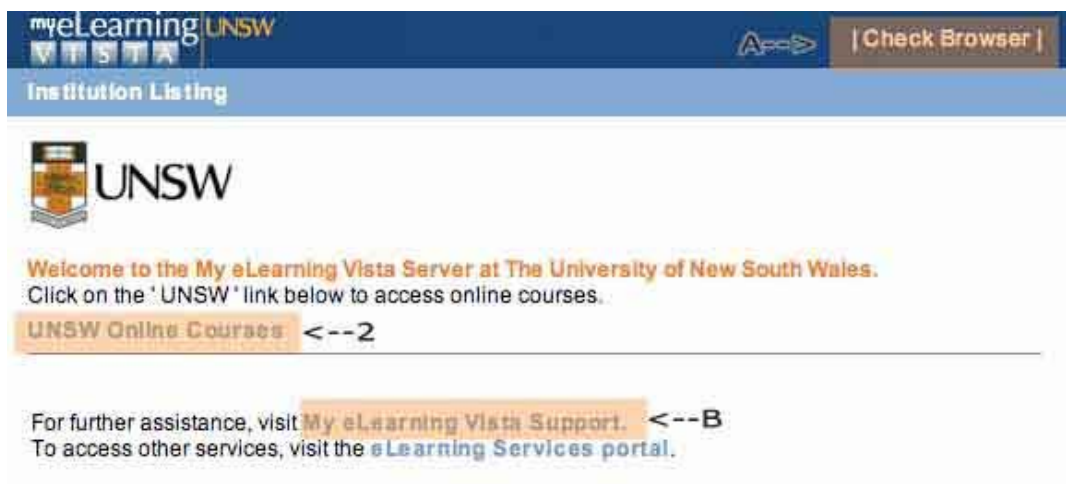 myeLearning UNSW
VISTA
A--> | Check Browser |
Institution Listing
UNSW
Welcome to the My eLearning Vista Server at The University of New South Wales.
Click on the ' UNSW ' link below to access online courses.
UNSW Online Courses <--2
For further assistance, visit My eLearning Vista Support. <--B
To access other services, visit the eLearning Services portal.